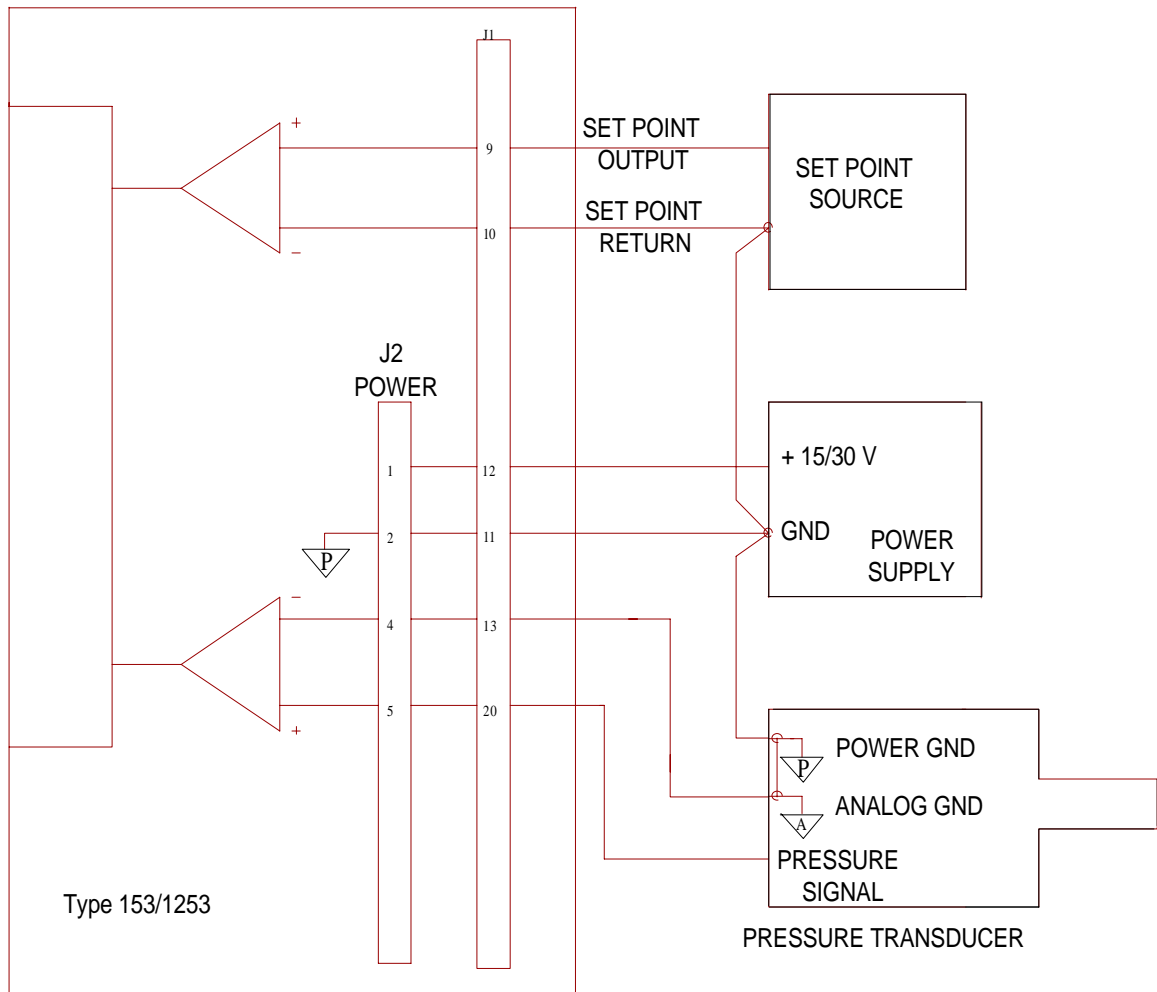 J1
+
9
SET POINT
OUTPUT
SET POINT
SOURCE
10
SET POINT
RETURN
–
J2
POWER
1
12
+ 15/30 V
P
2
11
GND
POWER
SUPPLY
–
4
13
5
20
+
POWER GND
P
ANALOG GND
A
PRESSURE
SIGNAL
Type 153/1253
PRESSURE TRANSDUCER